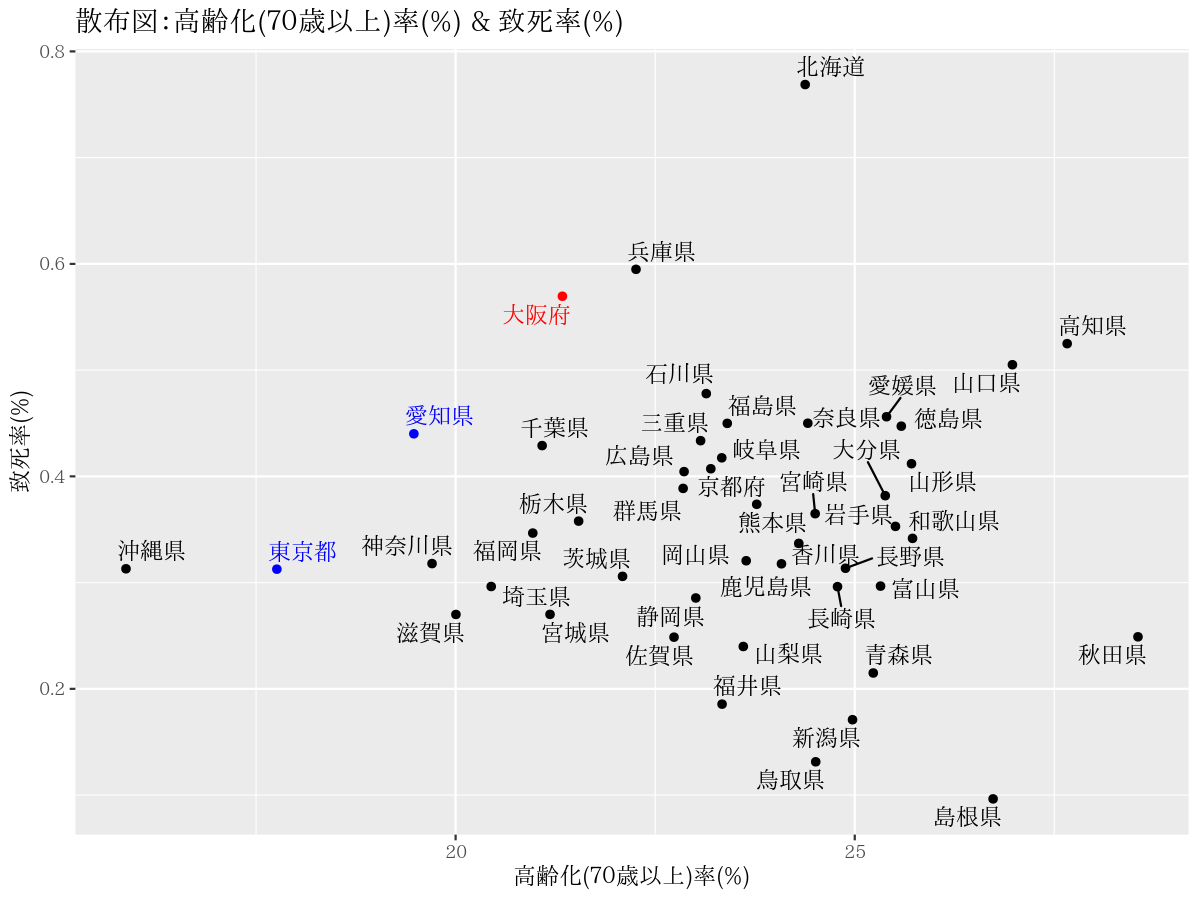 散布図:高齢化(70歳以上)率(%) & 致死率(%)
0.8
北海道
兵庫県
0.6
大阪府
高知県
石川県
愛媛県
山口県
福島県
愛知県
三重県
奈良県
徳島県
千葉県
岐阜県
大分県
広島県
0.4
京都府
宮崎県
山形県
栃木県
群馬県
熊本県
岩手県
和歌山県
沖縄県
東京都
神奈川県
福岡県
茨城県
岡山県
香川県
長野県
埼玉県
鹿児島県
富山県
滋賀県
宮城県
静岡県
長崎県
佐賀県
山梨県
青森県
秋田県
0.2
福井県
新潟県
鳥取県
島根県
致死率(%)
20
25
高齢化(70歳以上)率(%)